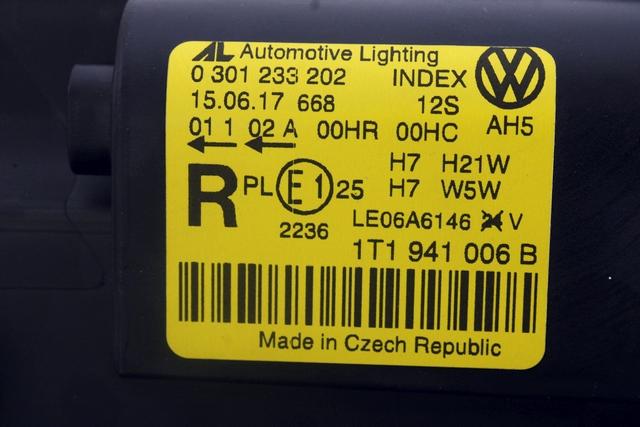 AL Automotive Lighting
0 301 233 202 INDEX
15.06.17 668 12S
01 1 02 A 00HR 00HC AH5
R PL E1 25 H7 H21W
H7 W5W
2236 LE06A6146 V
1T1 941 006 B
Made in Czech Republic